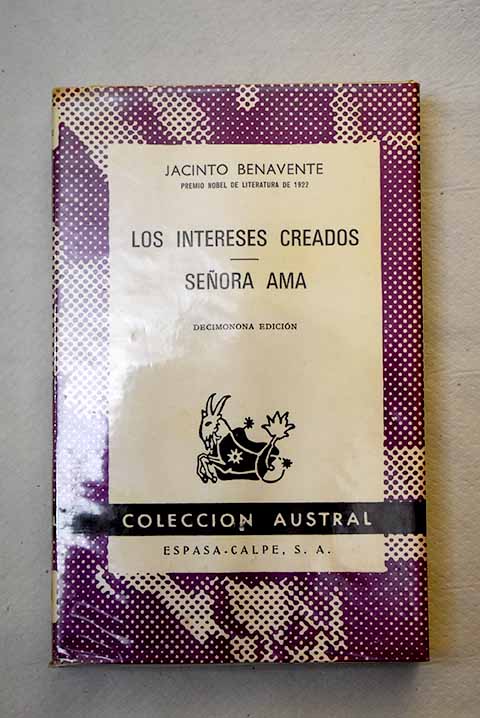 JACINTO BENAVENTE
PREMIO NOBEL DE LITERATURA DE 1922
LOS INTERESES CREADOS
SEÑORA AMA
DECIMONONA EDICIÓN
COLECCION AUSTRAL
ESPASA-CALPE, S. A.